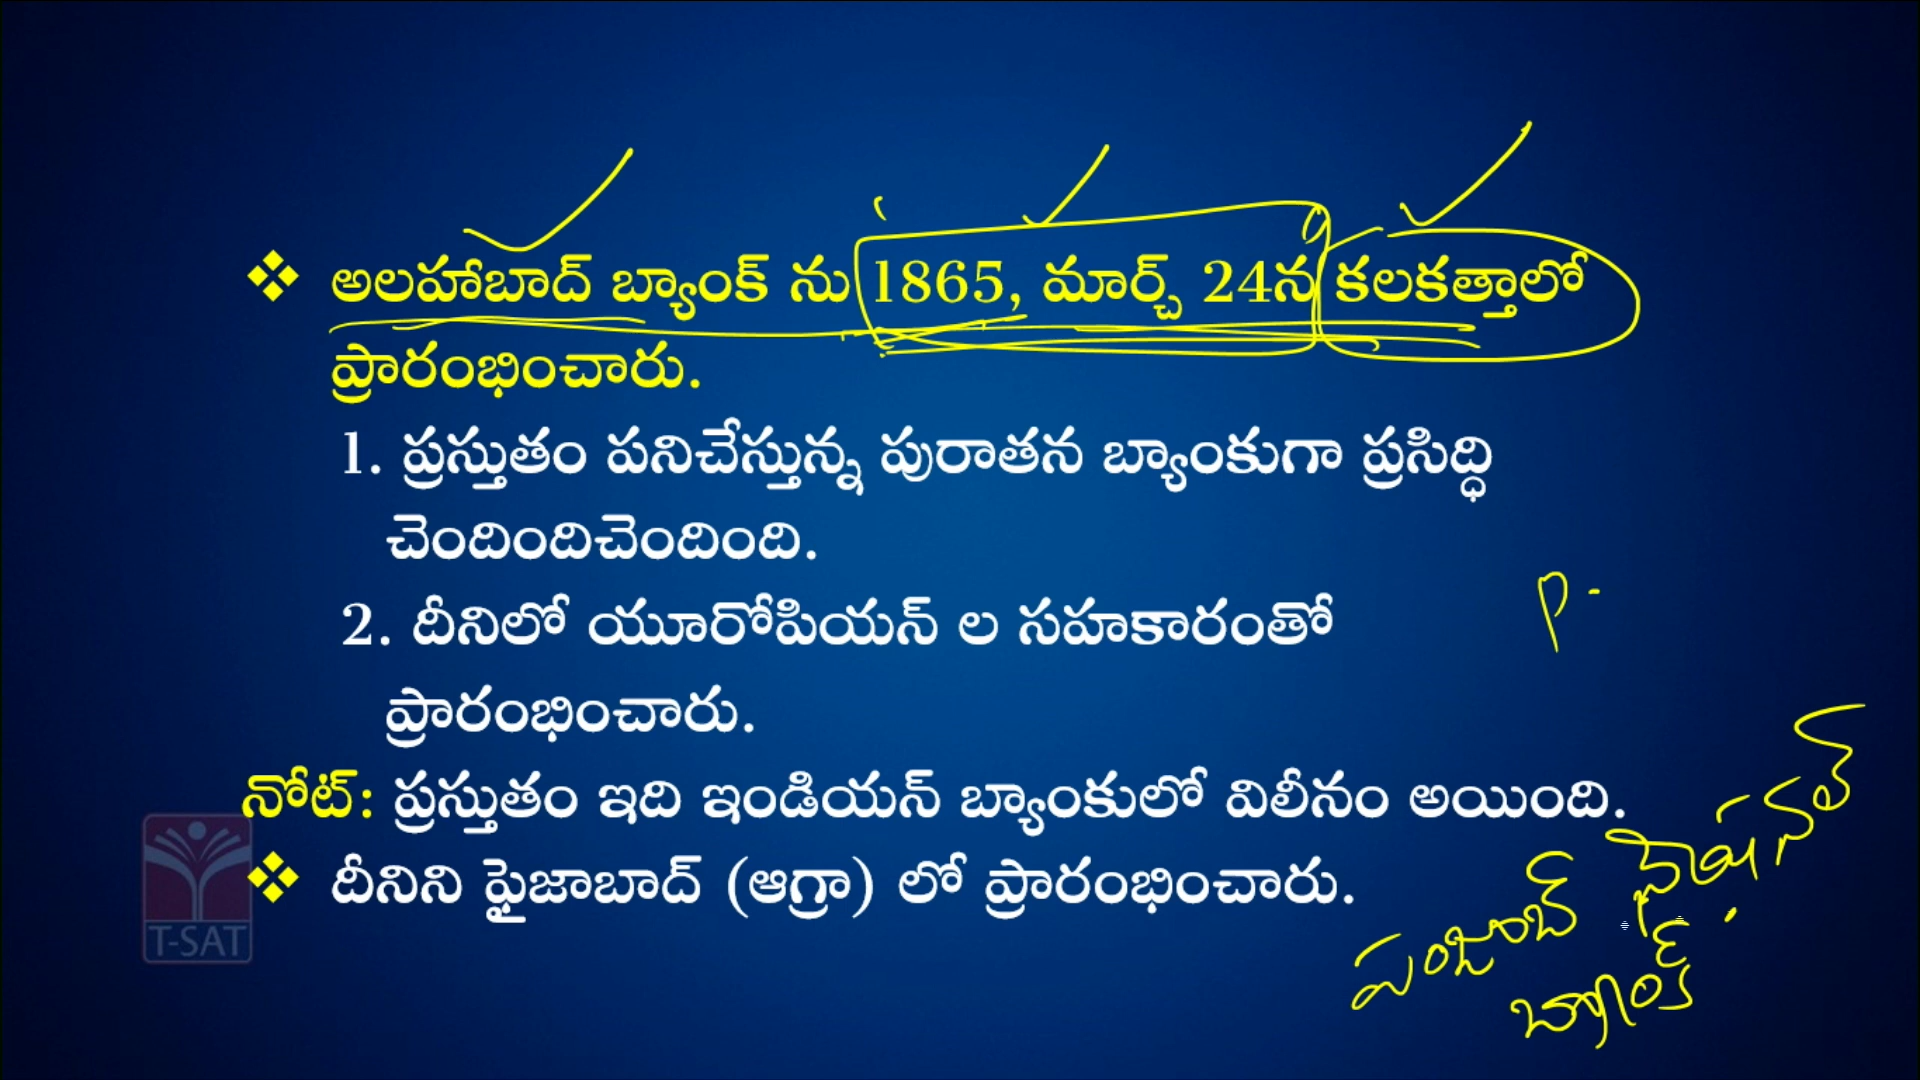 ❖ అలహాబాద్ బ్యాంక్ ను 1865, మార్చ్ 24న కలకత్తాలో
ప్రారంభించారు.
1. ప్రస్తుతం పనిచేస్తున్న పురాతన బ్యాంకుగా ప్రసిద్ధి
చెందిందిచెందింది.
2. దీనిలో యూరోపియన్ ల సహకారంతో
ప్రారంభించారు.
P.
నోట్: ప్రస్తుతం ఇది ఇండియన్ బ్యాంకులో విలీనం అయింది.
❖ దీనిని ఫైజాబాద్ (ఆగ్రా) లో ప్రారంభించారు.
T-SAT
పంజాబ్ నేషనల్
బ్యాంక్